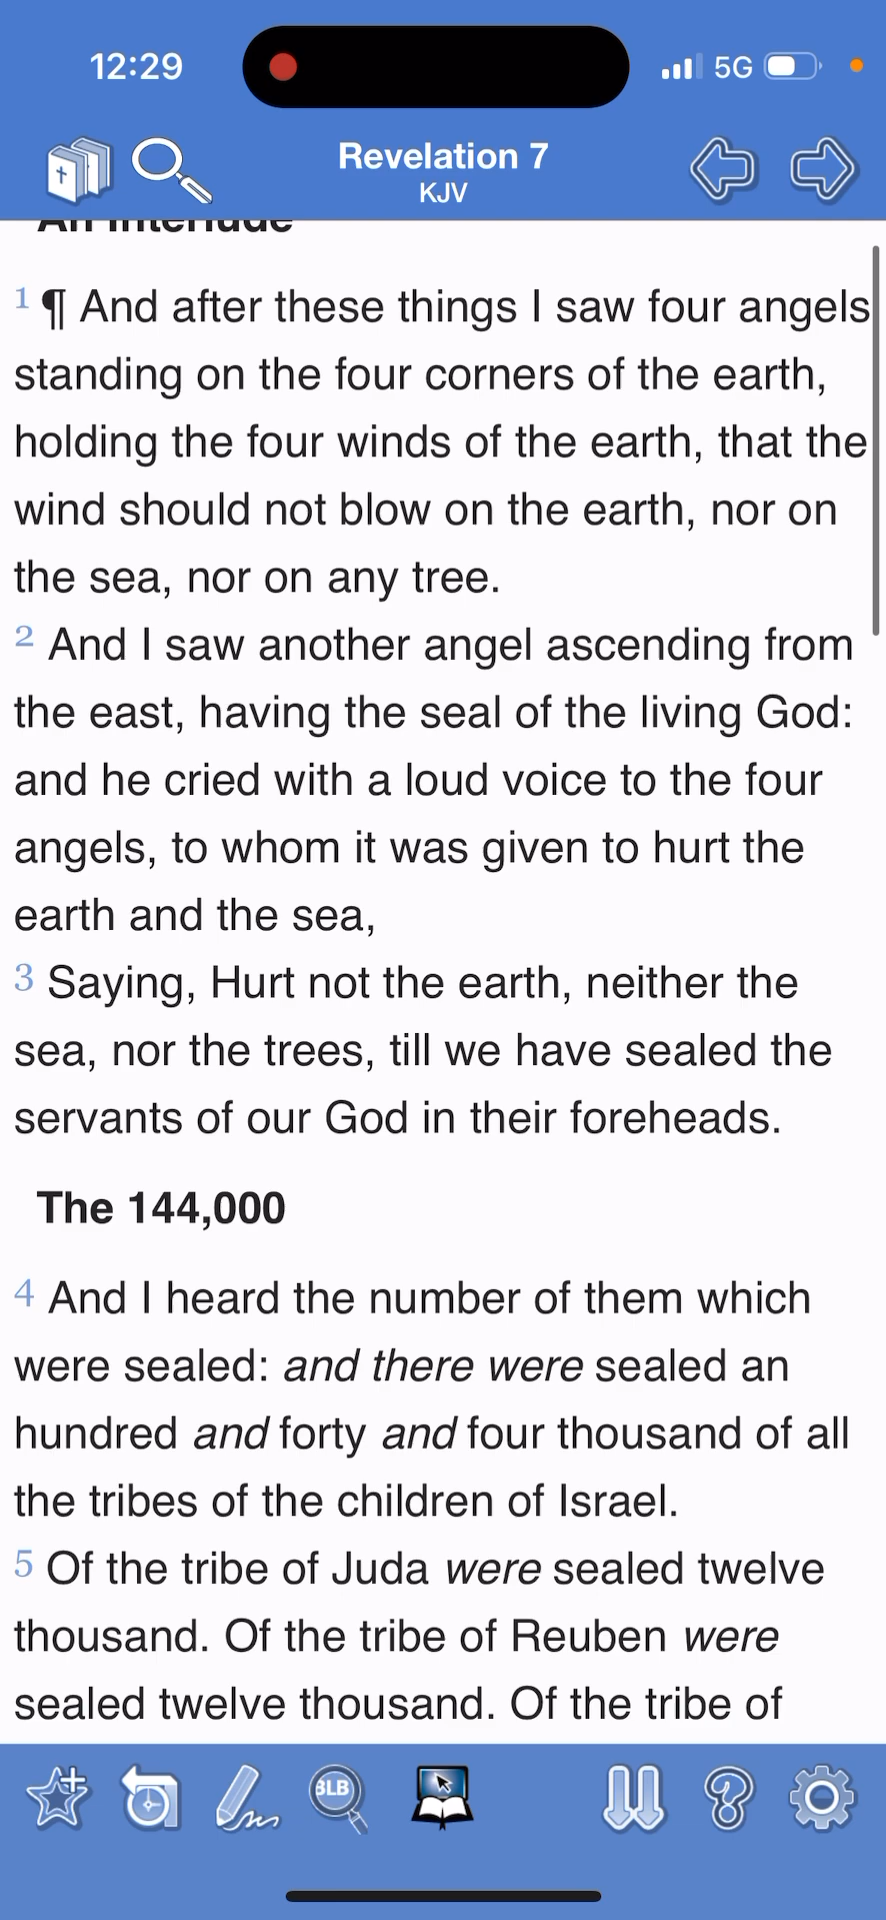 12:29
5G
Revelation 7
KJV
An Interlude
1 ¶ And after these things I saw four angels
standing on the four corners of the earth,
holding the four winds of the earth, that the
wind should not blow on the earth, nor on
the sea, nor on any tree.
2 And I saw another angel ascending from
the east, having the seal of the living God:
and he cried with a loud voice to the four
angels, to whom it was given to hurt the
earth and the sea,
3 Saying, Hurt not the earth, neither the
sea, nor the trees, till we have sealed the
servants of our God in their foreheads.
The 144,000
4 And I heard the number of them which
were sealed: and there were sealed an
hundred and forty and four thousand of all
the tribes of the children of Israel.
5 Of the tribe of Juda were sealed twelve
thousand. Of the tribe of Reuben were
sealed twelve thousand. Of the tribe of
BLB